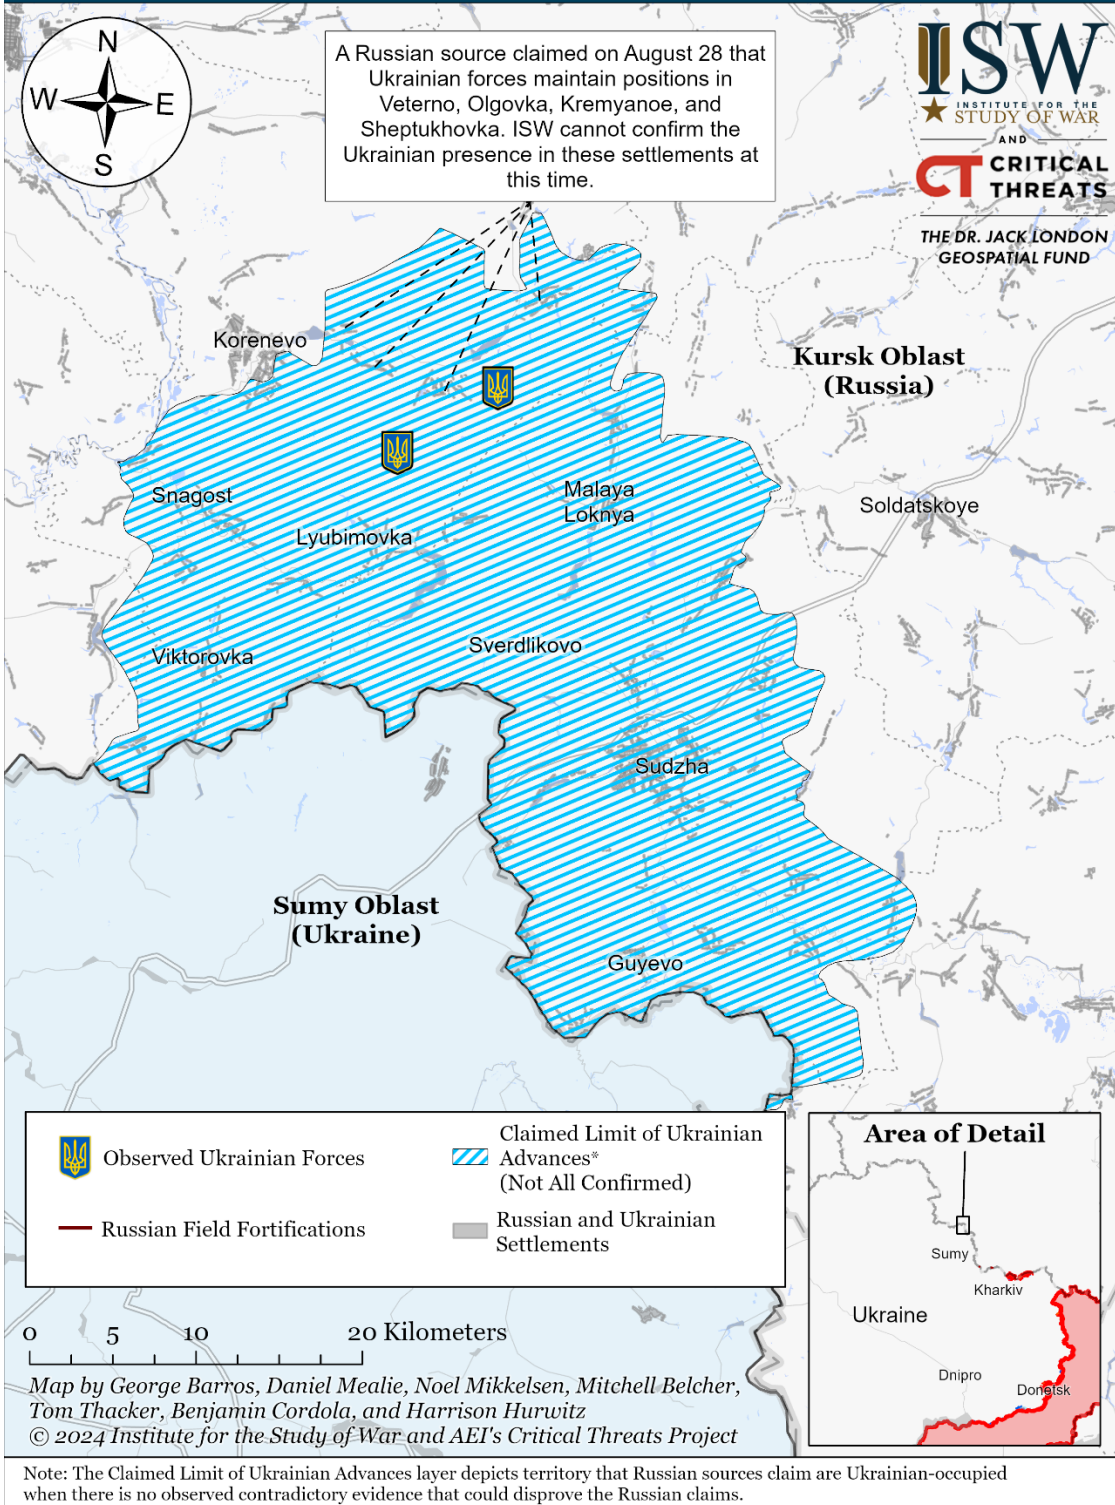 N
W
E
S
A Russian source claimed on August 28 that
Ukrainian forces maintain positions in
Veterno, Olgovka, Kremyanoe, and
Sheptukhovka. ISW cannot confirm the
Ukrainian presence in these settlements at
this time.
ISW
INSTITUTE FOR THE
STUDY OF WAR
AND
CT CRITICAL
THREATS
THE DR. JACK LONDON
GEOSPATIAL FUND
Korenevo
Kursk Oblast
(Russia)
Snagost
Malaya
Loknya
Soldatskoye
Lyubimovka
Viktorovka
Sverdlikovo
Sudzha
Sumy Oblast
(Ukraine)
Guyevo
Observed Ukrainian Forces
Claimed Limit of Ukrainian
Advances*
(Not All Confirmed)
Russian Field Fortifications
Russian and Ukrainian
Settlements
Area of Detail
Sumy
Kharkiv
Ukraine
Dnipro
Donetsk
0 5 10 20 Kilometers
Map by George Barros, Daniel Mealie, Noel Mikkelsen, Mitchell Belcher,
Tom Thacker, Benjamin Cordola, and Harrison Hurwitz
© 2024 Institute for the Study of War and AEI's Critical Threats Project
Note: The Claimed Limit of Ukrainian Advances layer depicts territory that Russian sources claim are Ukrainian-occupied
when there is no observed contradictory evidence that could disprove the Russian claims.